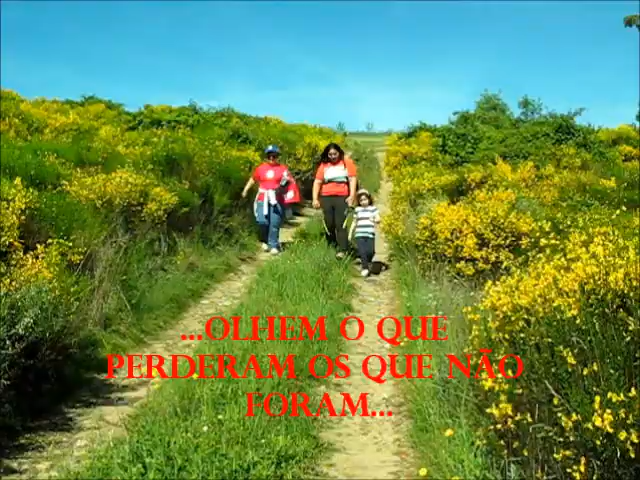 ...OLHEM O QUE
PERDERAM OS QUE NÃO
FORAM...